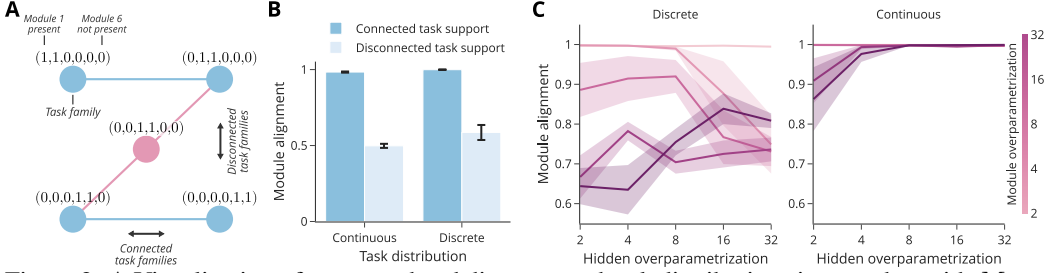 A
Module 1
present
Module 6
not present
(1,1,0,0,0,0)
(0,1,1,0,0,0)
Task family
(0,0,1,1,0,0)
Disconnected
task families
(0,0,0,1,1,0)
(0,0,0,0,1,1)
Connected
task families
B
Connected task support
Disconnected task support
Module alignment
1
0.5
0
Continuous
Discrete
Task distribution
C
Discrete
Continuous
Module alignment
1
0.9
0.8
0.7
0.6
2
4
8
16
32
Hidden overparametrization
1
0.9
0.8
0.7
0.6
2
4
8
16
32
Hidden overparametrization
32
16
8
4
2
Module overparametrization